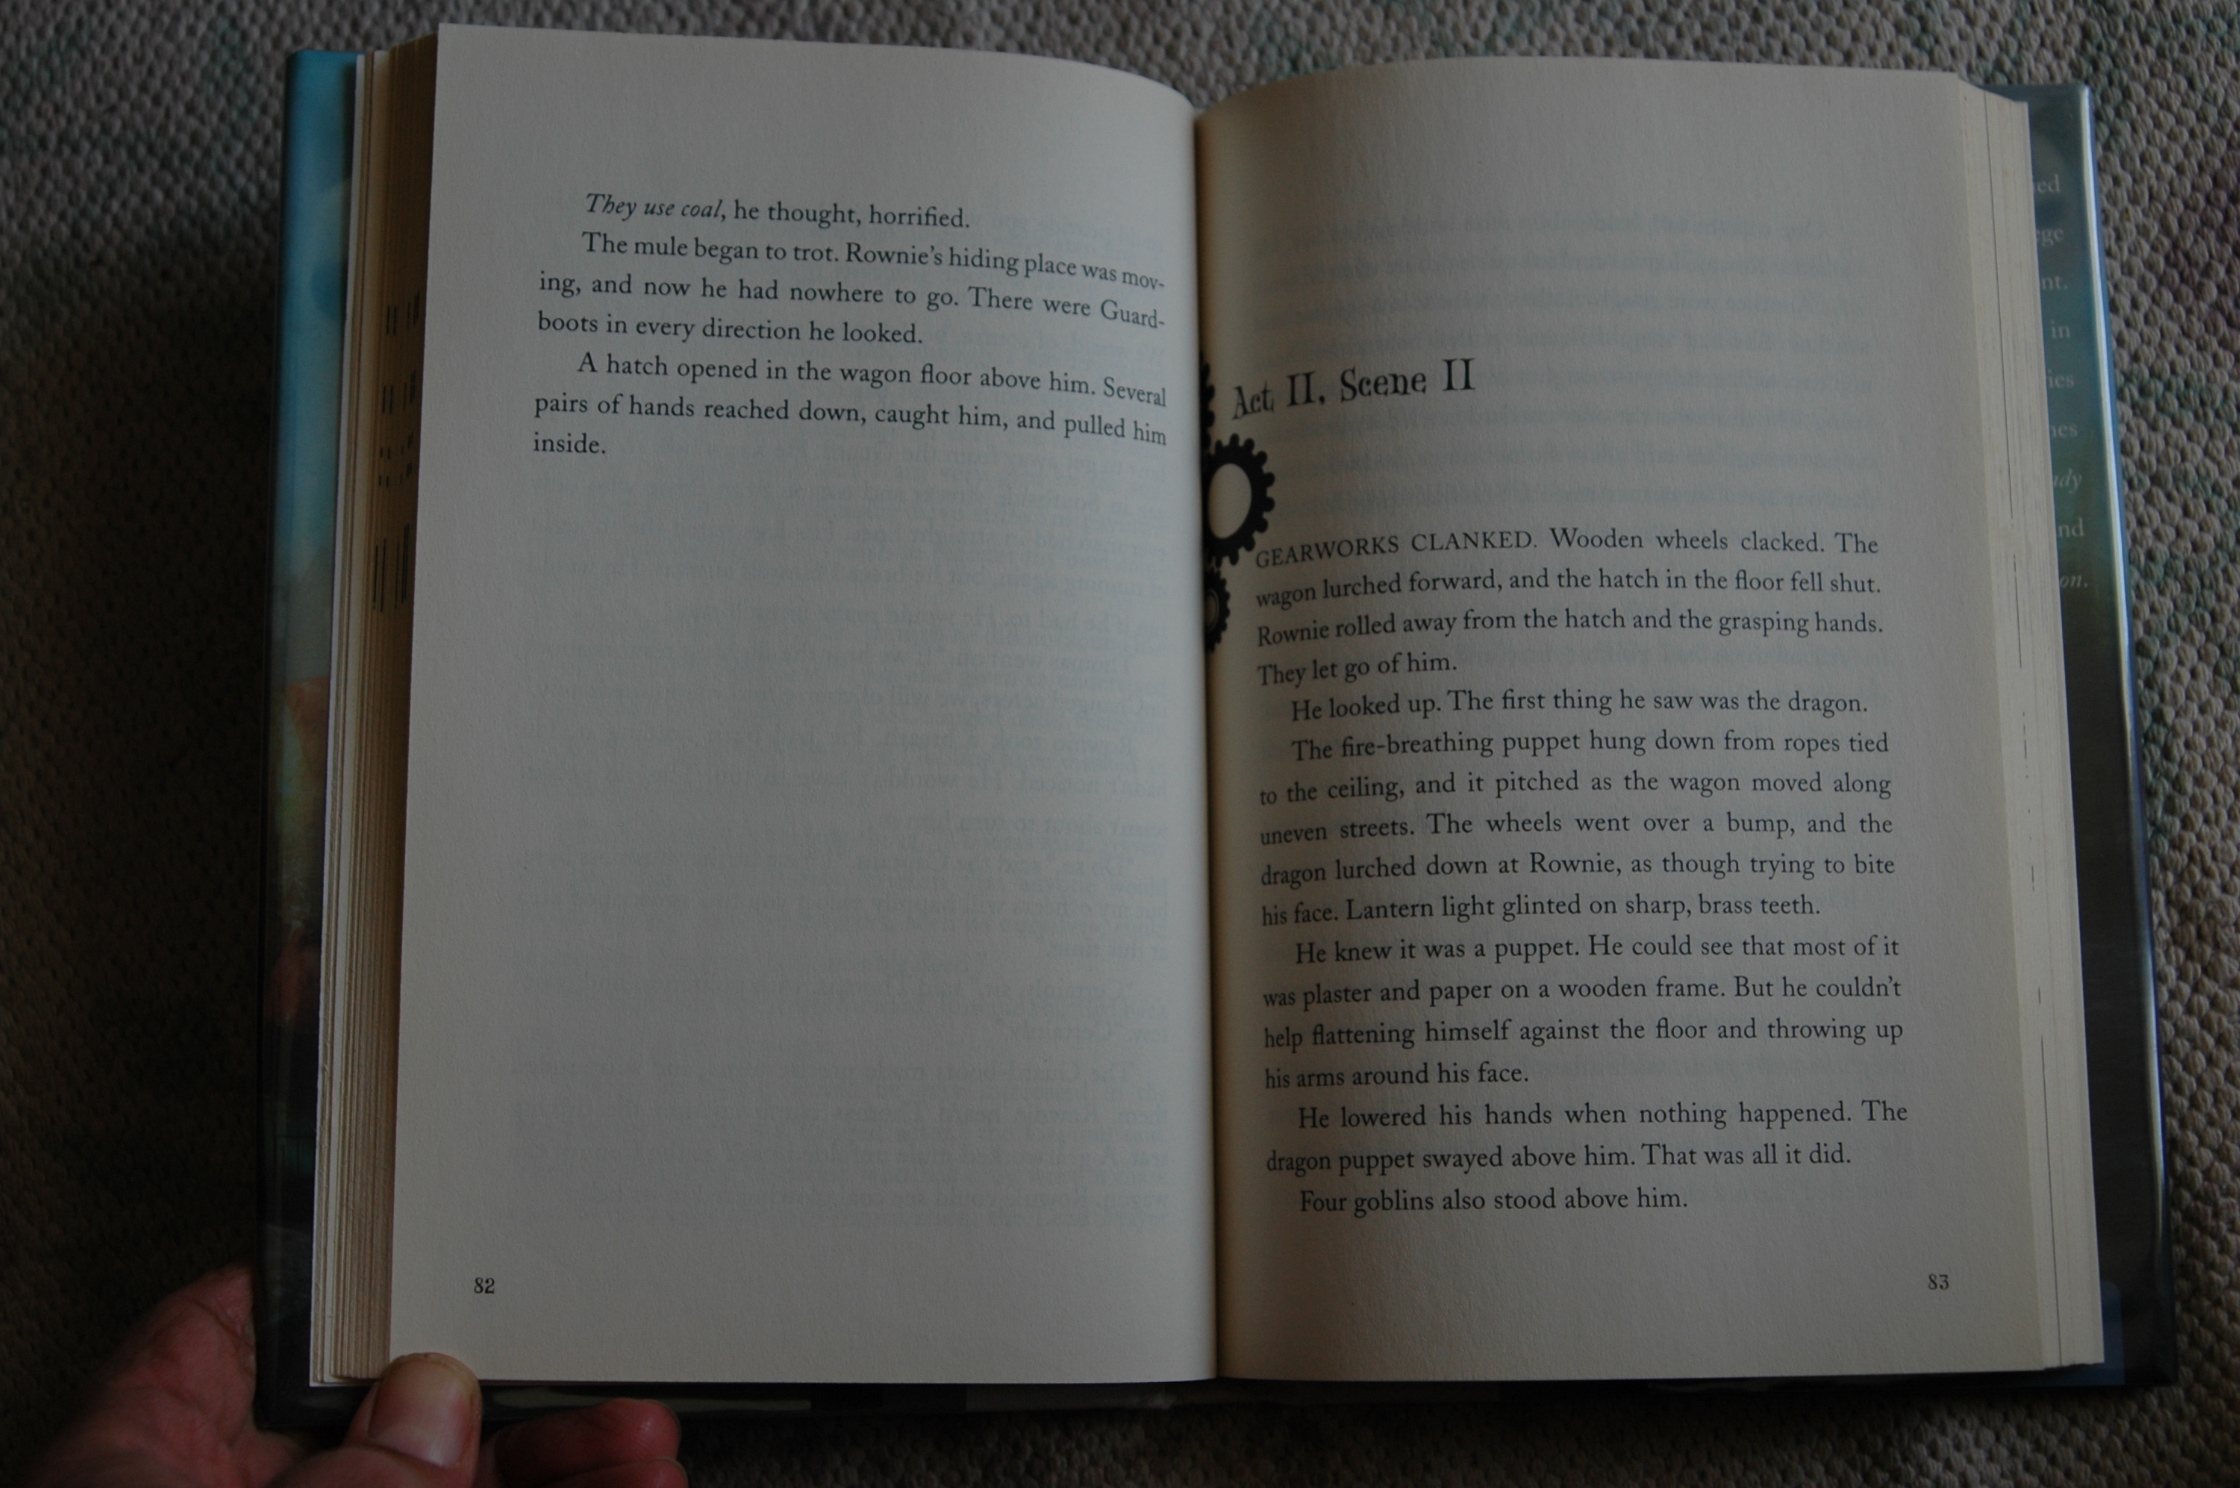 They use coal, he thought, horrified.
The mule began to trot. Rownie's hiding place was mov-
ing, and now he had nowhere to go. There were Guard-
boots in every direction he looked.
A hatch opened in the wagon floor above him. Several
pairs of hands reached down, caught him, and pulled him
inside.
82
Act II, Scene II
GEARWORKS CLANKED. Wooden wheels clacked. The
wagon lurched forward, and the hatch in the floor fell shut.
Rownie rolled away from the hatch and the grasping hands.
They let go of him.
He looked up. The first thing he saw was the dragon.
The fire-breathing puppet hung down from ropes tied
to the ceiling, and it pitched as the wagon moved along
uneven streets. The wheels went over a bump, and the
dragon lurched down at Rownie, as though trying to bite
his face. Lantern light glinted on sharp, brass teeth.
He knew it was a puppet. He could see that most of it
was plaster and paper on a wooden frame. But he couldn't
help flattening himself against the floor and throwing up
his arms around his face.
He lowered his hands when nothing happened. The
dragon puppet swayed above him. That was all it did.
Four goblins also stood above him.
83
in